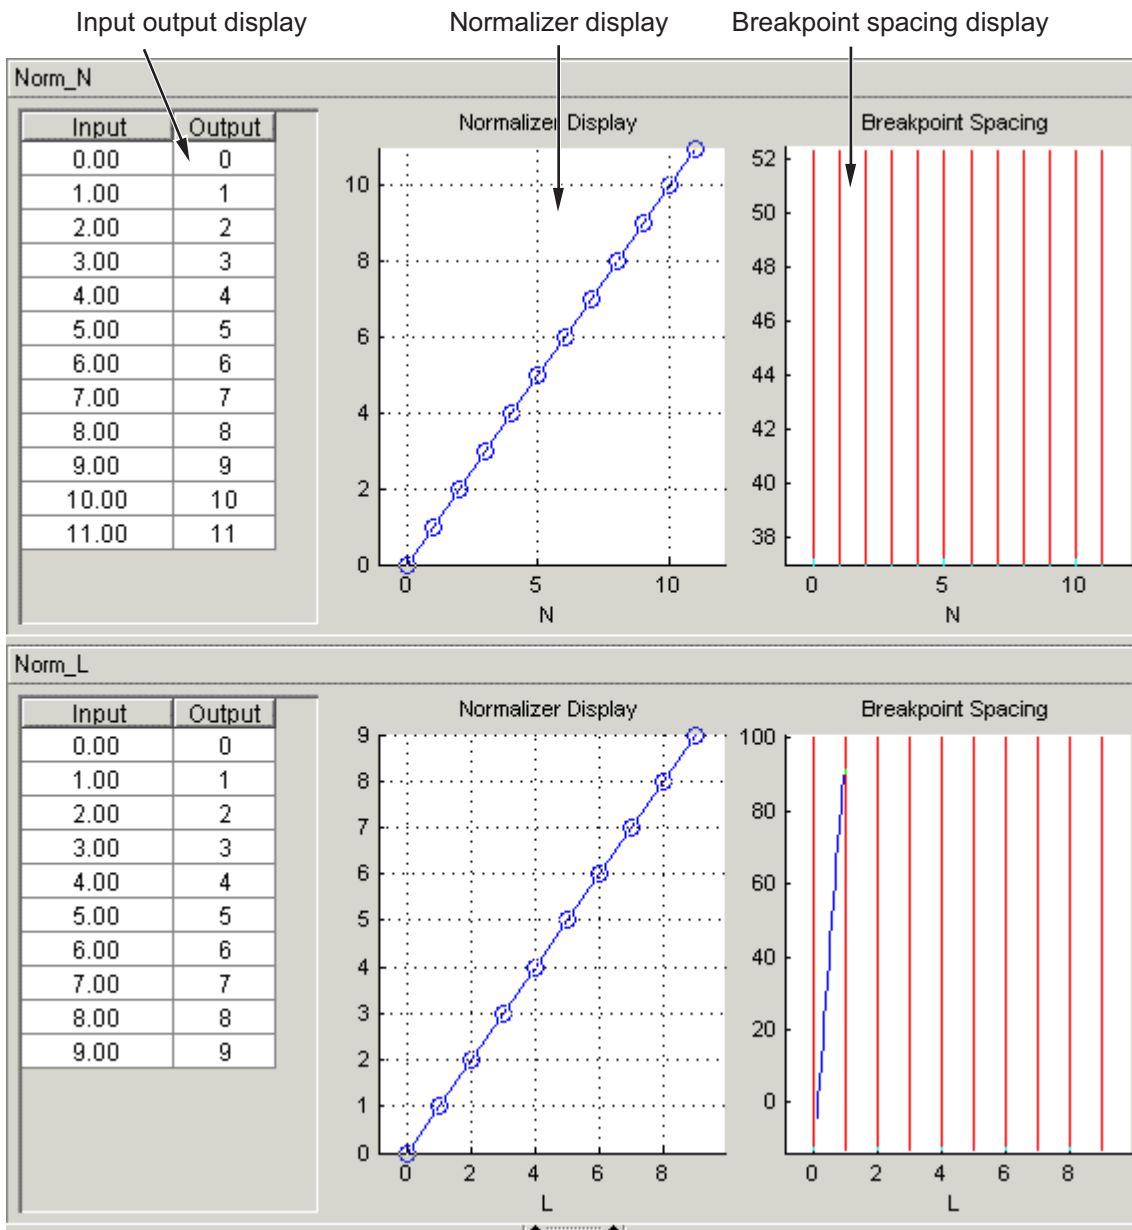 Input output display
Normalizer display
Breakpoint spacing display
Norm_N
Input Output
0.00 0
1.00 1
2.00 2
3.00 3
4.00 4
5.00 5
6.00 6
7.00 7
8.00 8
9.00 9
10.00 10
11.00 11
Normalizer Display
10
8
6
4
2
0
0 5 10
N
Breakpoint Spacing
52
50
48
46
44
42
40
38
0 5 10
N
Norm_L
Input Output
0.00 0
1.00 1
2.00 2
3.00 3
4.00 4
5.00 5
6.00 6
7.00 7
8.00 8
9.00 9
Normalizer Display
9
8
7
6
5
4
3
2
1
0
0 2 4 6 8
L
Breakpoint Spacing
100
80
60
40
20
0
0 2 4 6 8
L